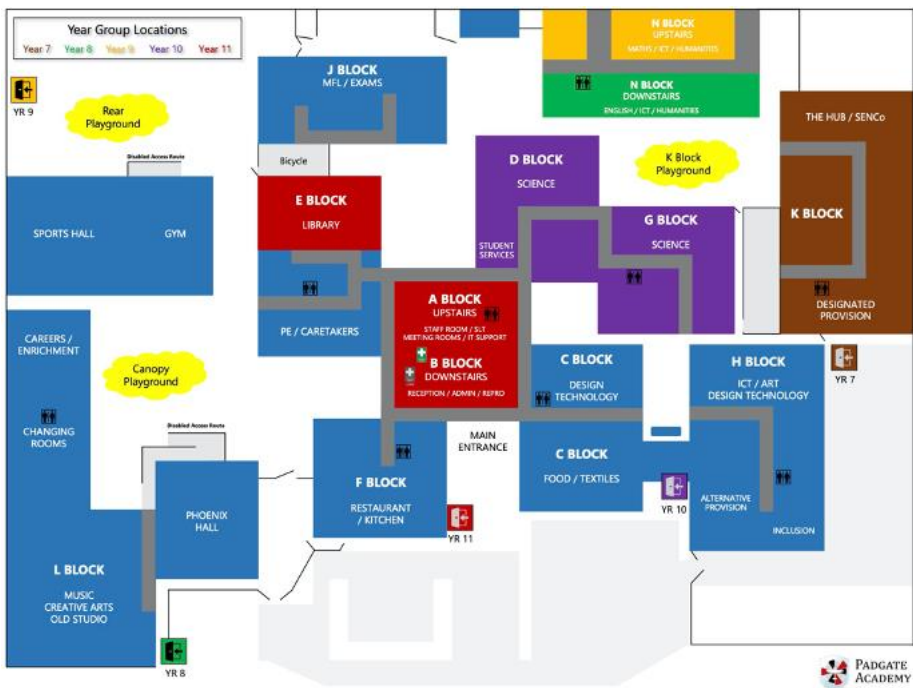 Year Group Locations
Year 7 Year 8 Year 9 Year 10 Year 11
YR 9
Rear
Playground
Disabled Access Route
J BLOCK
MFL / EXAMS
Bicycle
N BLOCK
UPSTAIRS
MATHS / ICT / HUMANITIES
N BLOCK
DOWNSTAIRS
ENGLISH / ICT / HUMANITIES
THE HUB / SENCo
K Block
Playground
D BLOCK
SCIENCE
STUDENT
SERVICES
G BLOCK
SCIENCE
K BLOCK
DESIGNATED
PROVISION
E BLOCK
LIBRARY
SPORTS HALL
GYM
PE / CARETAKERS
A BLOCK
UPSTAIRS
STAFF ROOM / SLT
MEETING ROOMS / IT SUPPORT
B BLOCK
DOWNSTAIRS
RECEPTION / ADMIN / REPRO
CAREERS /
ENRICHMENT
Canopy
Playground
CHANGING
ROOMS
Disabled Access Route
C BLOCK
DESIGN
TECHNOLOGY
H BLOCK
ICT / ART
DESIGN TECHNOLOGY
YR 7
MAIN
ENTRANCE
C BLOCK
FOOD / TEXTILES
F BLOCK
RESTAURANT
/ KITCHEN
YR 11
YR 10
ALTERNATIVE
PROVISION
INCLUSION
PHOENIX
HALL
L BLOCK
MUSIC
CREATIVE ARTS
OLD STUDIO
YR 8
PADGATE
ACADEMY